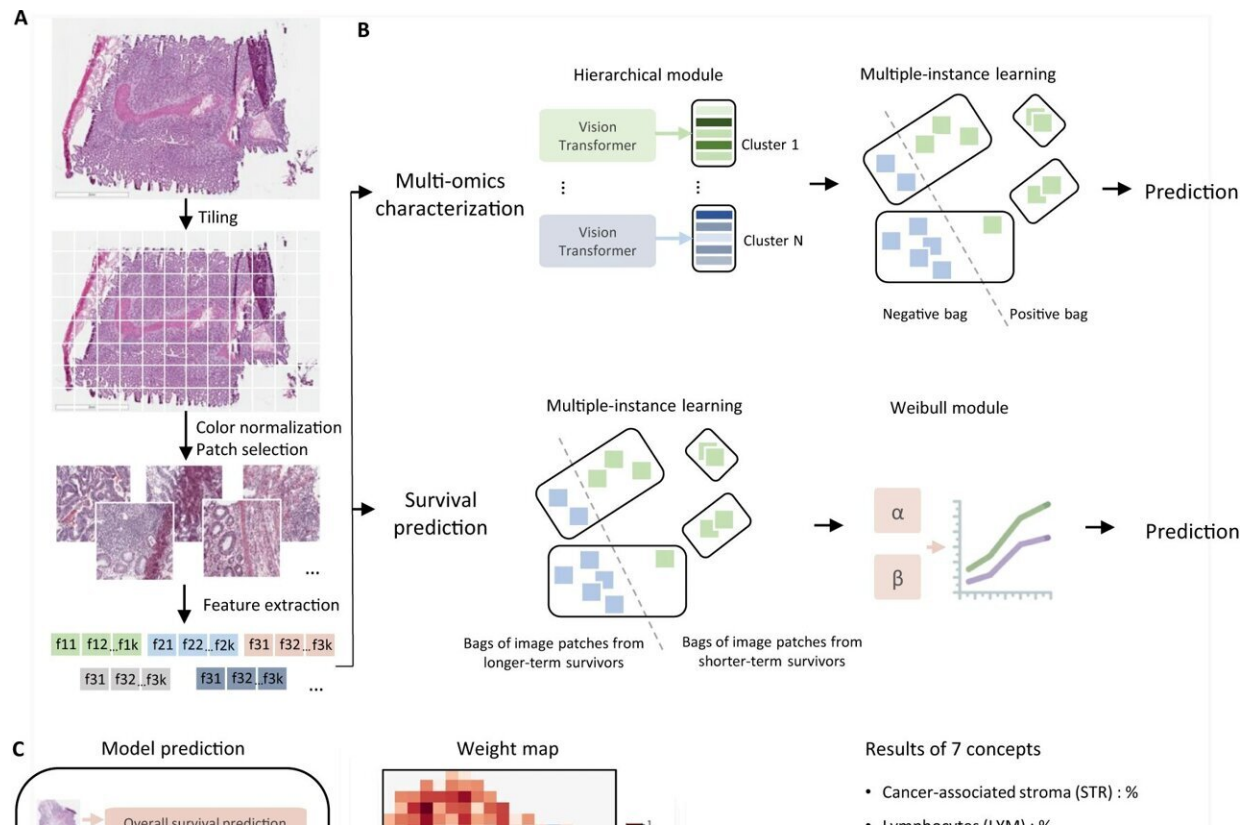 A
Tiling
Color normalization
Patch selection
...
Feature extraction
f11 f12 ...f1k f21 f22 ...f2k f31 f32 ...f3k
f31 f32 ...f3k f31 f32 ...f3k ...
B
Multi-omics
characterization
Hierarchical module
Vision
Transformer
Cluster 1
...
...
Vision
Transformer
Cluster N
Multiple-instance learning
Negative bag
Positive bag
Prediction
Survival
prediction
Multiple-instance learning
Bags of image patches from
longer-term survivors
Bags of image patches from
shorter-term survivors
Weibull module
α
β
Prediction
C
Model prediction
Overall survival prediction
Weight map
1
Results of 7 concepts
• Cancer-associated stroma (STR) : %
• Lymphocytes (LYM) : %